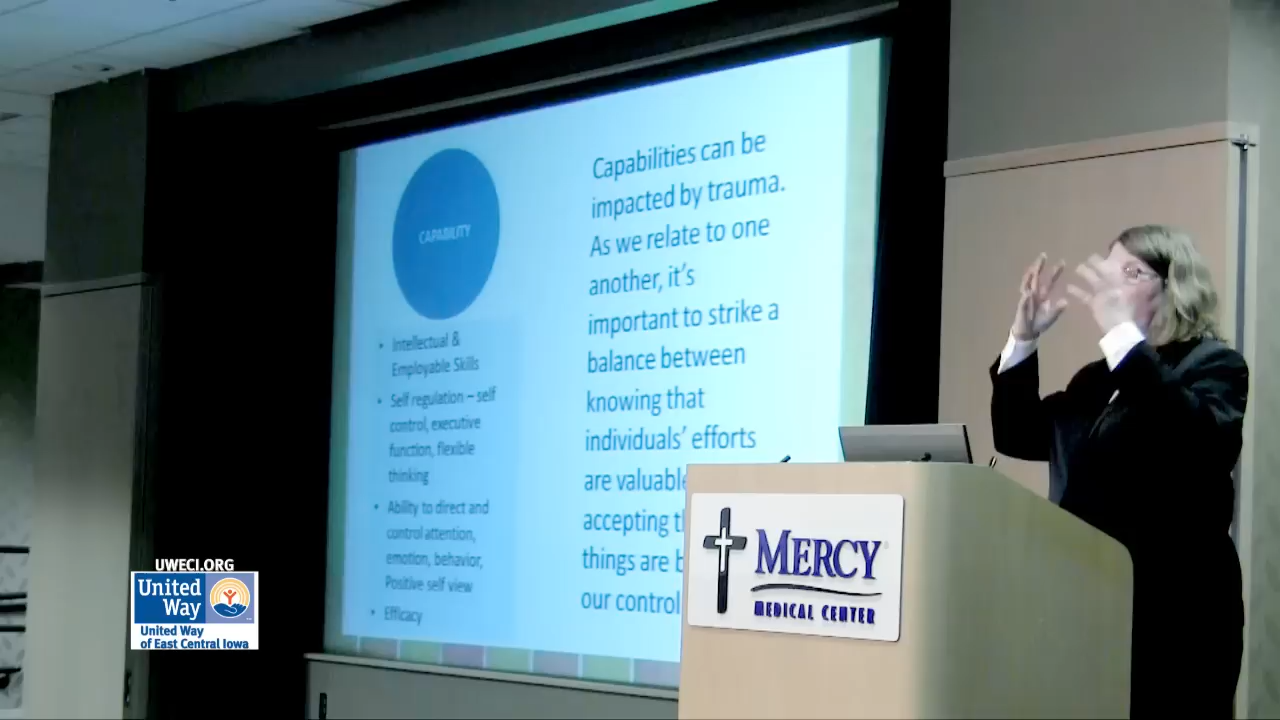 CAPABILITY
• Intellectual &
Employable Skills
• Self regulation – self
control, executive
function, flexible
thinking
• Ability to direct and
control attention,
emotion, behavior,
Positive self view
• Efficacy
Capabilities can be
impacted by trauma.
As we relate to one
another, it's
important to strike a
balance between
knowing that
individuals' efforts
are valuable
accepting
things are
our control
MERCY
MEDICAL CENTER
UWECI.ORG
United
Way
United Way
of East Central Iowa